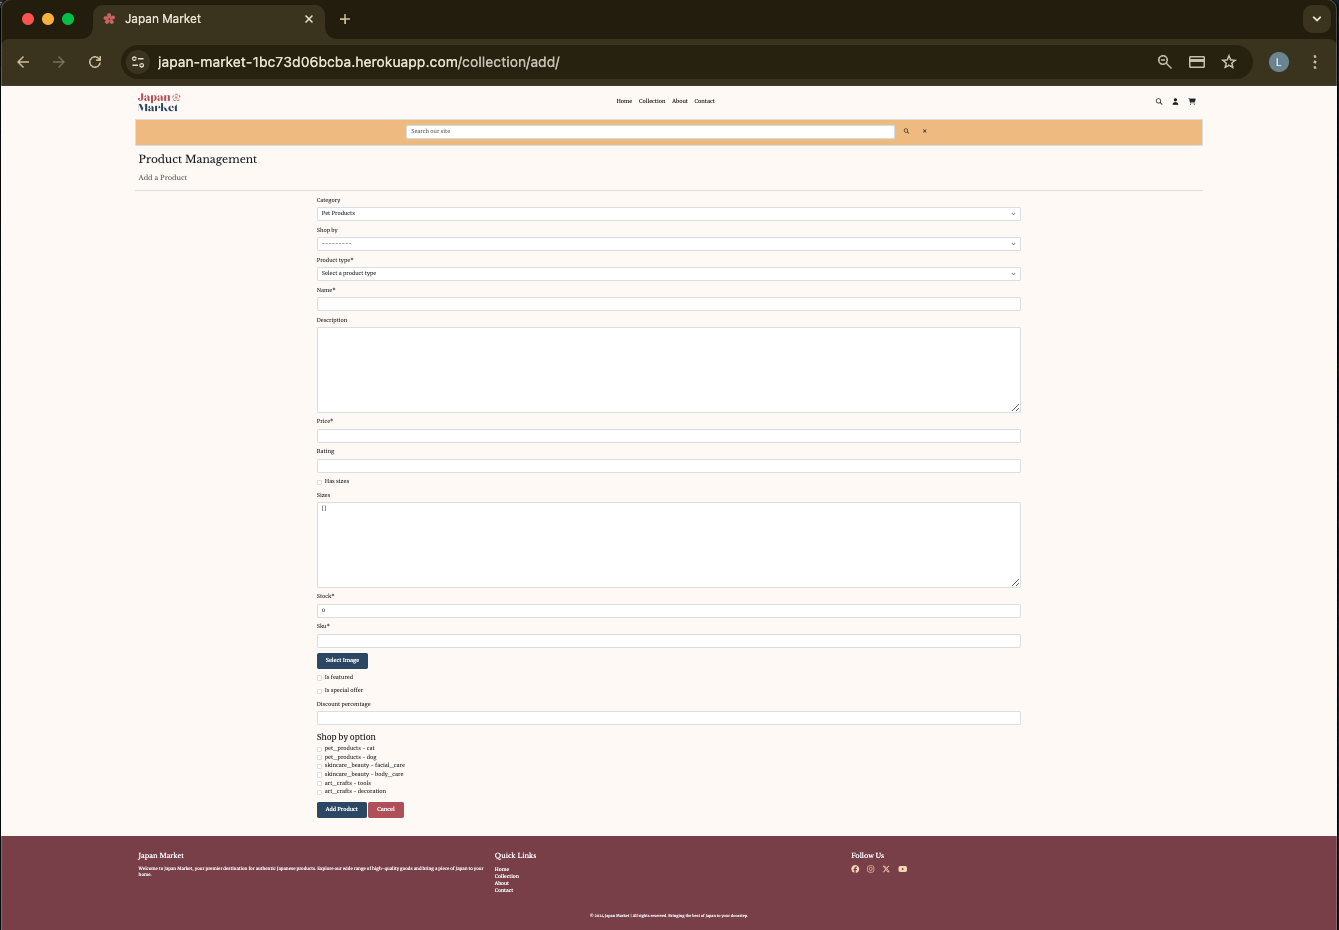 Japan Market
japan-market-1bc73d06bcba.herokuapp.com/collection/add/
L
Japan
Market
Home Collection About Contact
Search our site
Product Management
Add a Product
Category
Pet Products
Shop by
---------
Product type*
Select a product type
Name*
Description
Price*
Rating
Has sizes
Sizes
[]
Stock*
0
Sku*
Select Image
Is featured
Is special offer
Discount percentage
Shop by option
pet_products - cat
pet_products - dog
skincare_beauty - facial_care
skincare_beauty - body_care
art_crafts - tools
art_crafts - decoration
Add Product Cancel
Japan Market
Welcome to Japan Market, your premier destination for authentic Japanese products. Explore our wide range of high-quality goods and bring a piece of Japan to your
home.
Quick Links
Home
Collection
About
Contact
Follow Us
© 2024 Japan Market | All rights reserved. Bringing the best of Japan to your doorstep.